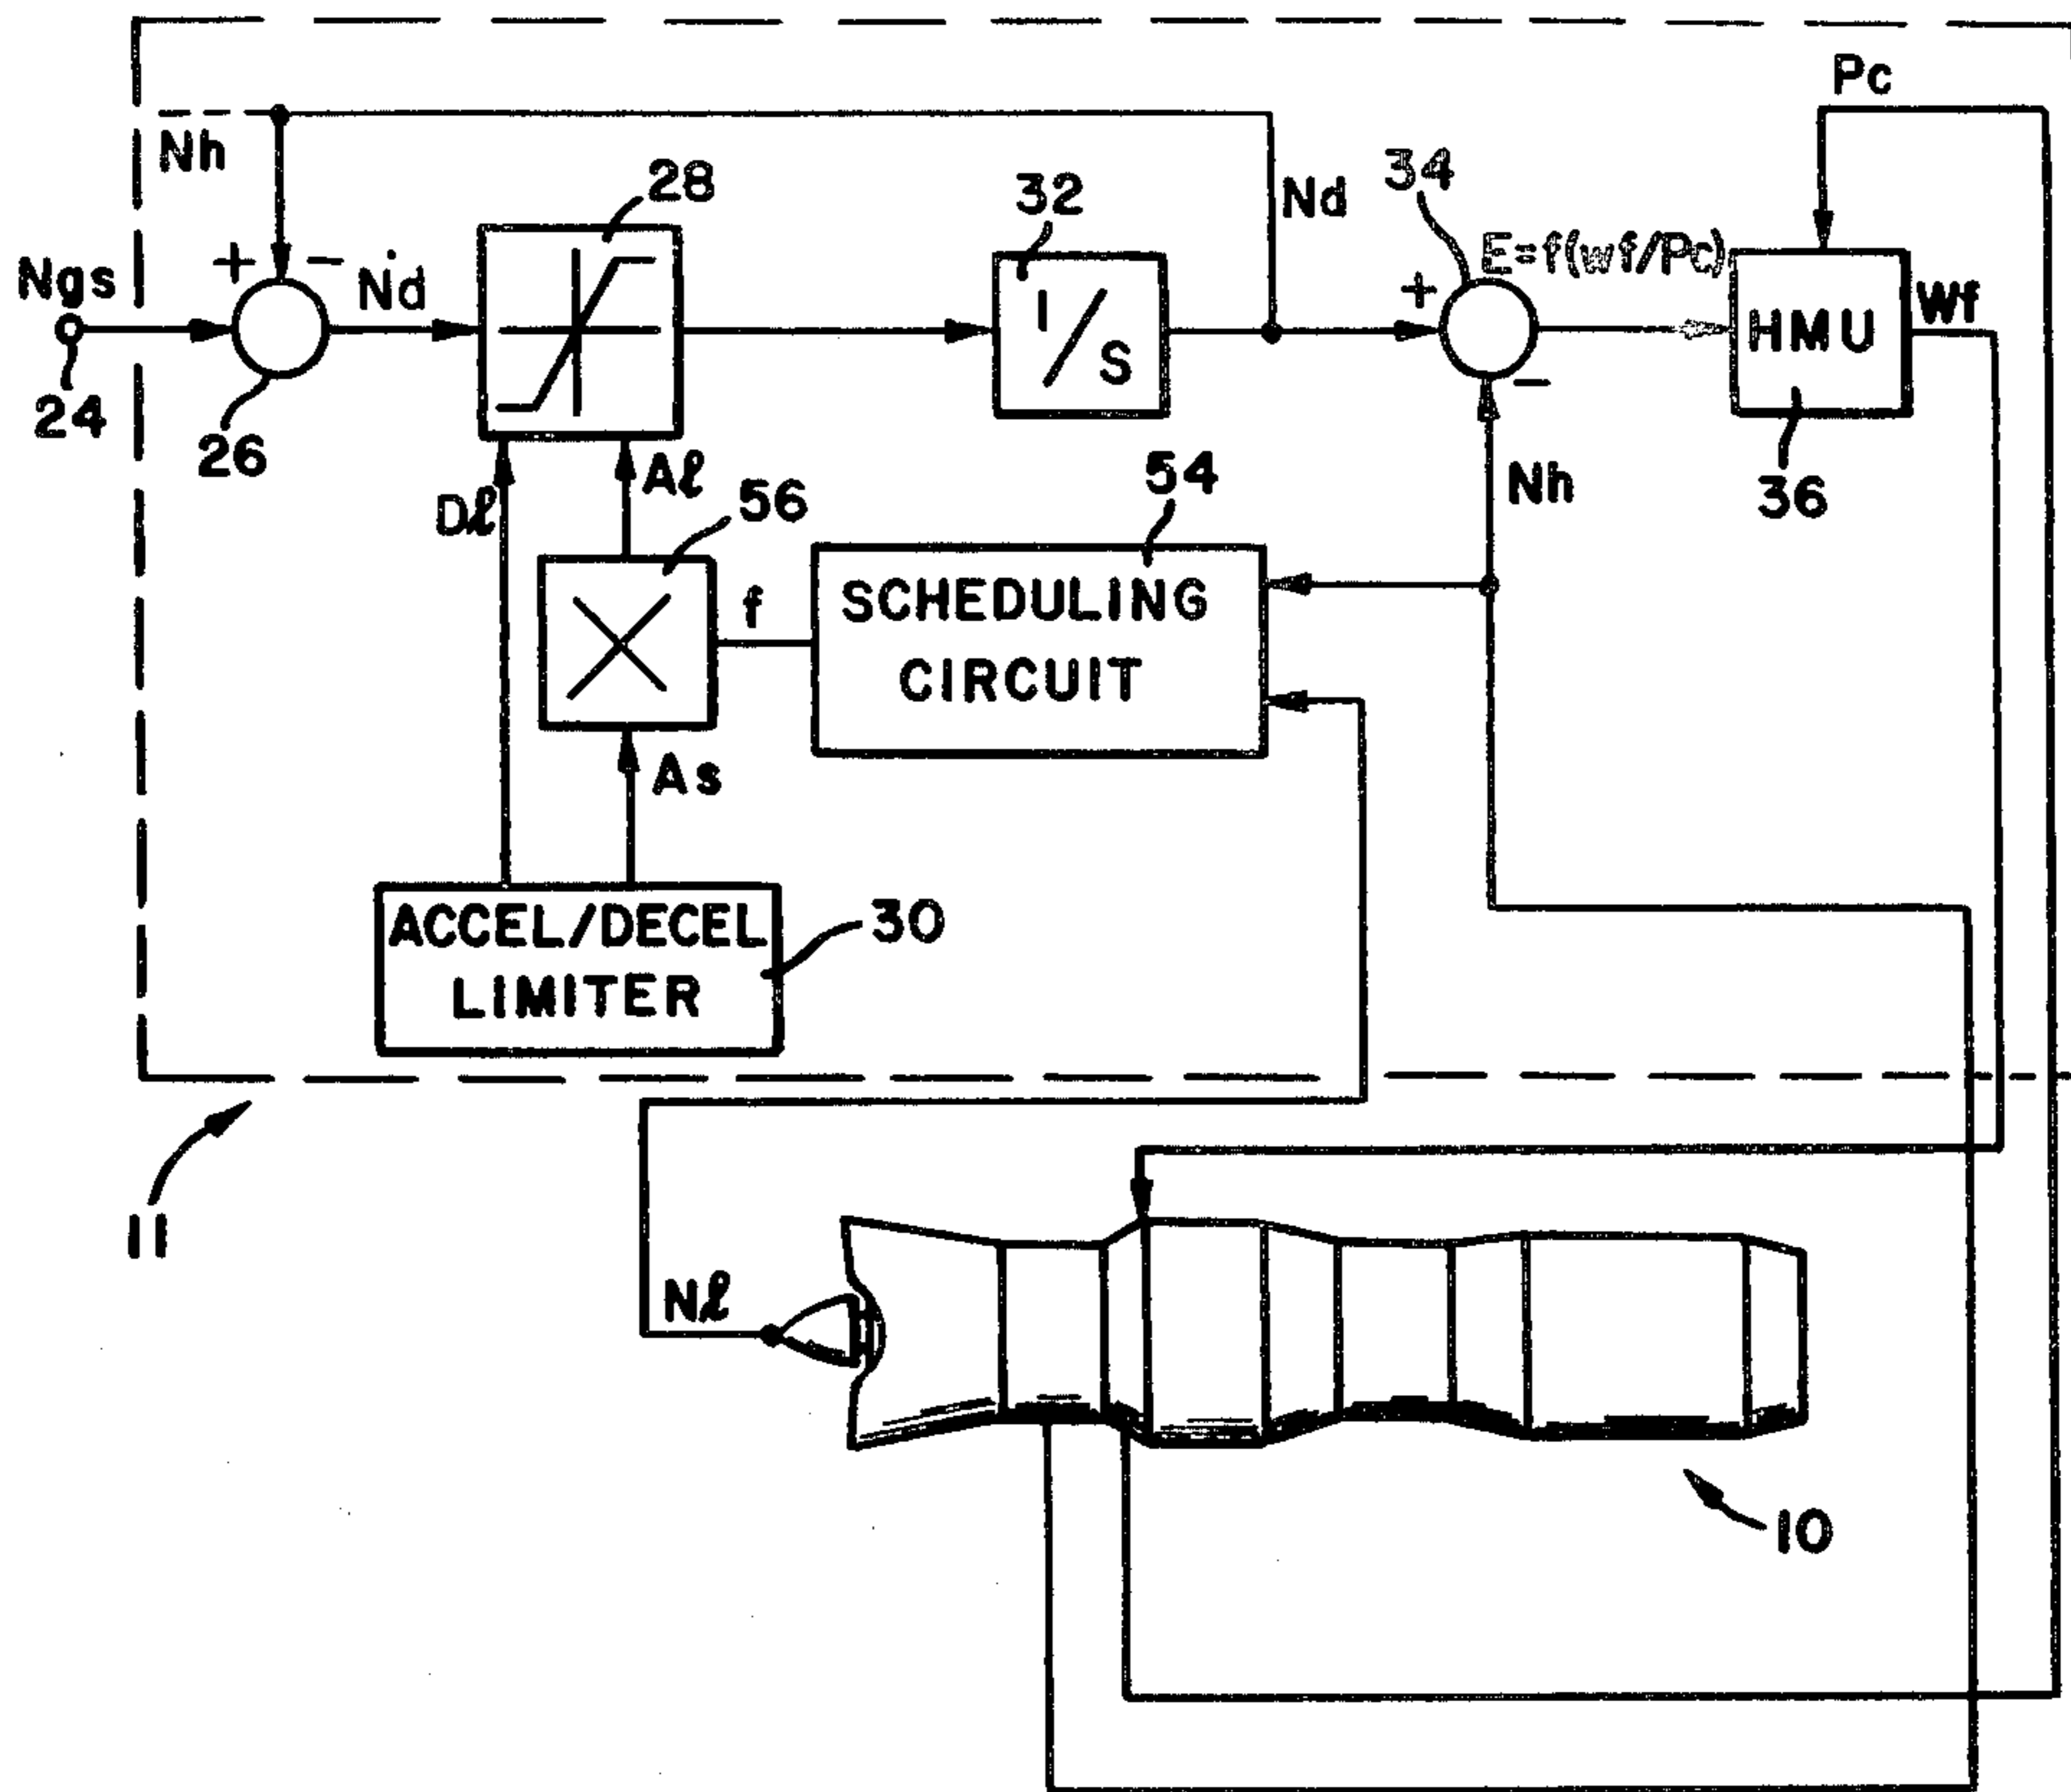 Pc
Nh
28
32
Nd
34
E=f(wf/Pc)
+
−
Ngs
Ṅd
+
1/S
HMU
Wf
24
26
−
36
Dℓ
Aℓ
56
54
Nh
f
SCHEDULING
CIRCUIT
As
ACCEL/DECEL
LIMITER
30
11
Nℓ
10